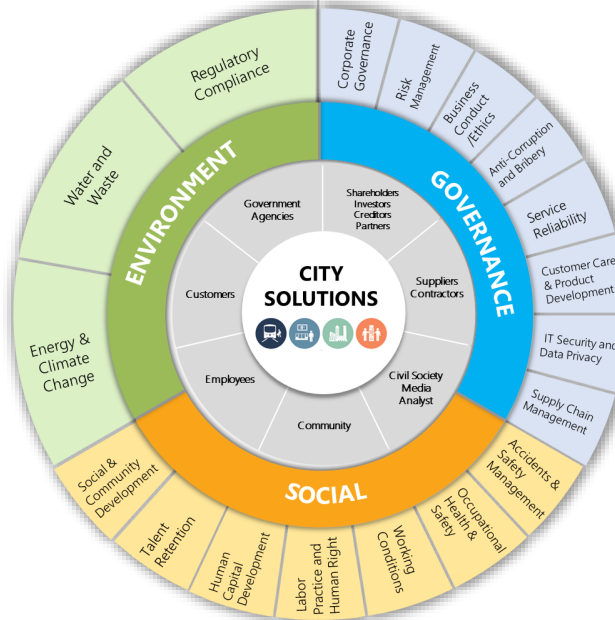 CITY
SOLUTIONS
ENVIRONMENT
GOVERNANCE
SOCIAL
Government
Agencies
Shareholders
Investors
Creditors
Partners
Suppliers
Contractors
Civil Society
Media
Analyst
Community
Employees
Customers
Regulatory
Compliance
Water and
Waste
Energy &
Climate
Change
Corporate
Governance
Risk
Management
Business
Conduct
/Ethics
Anti-Corruption
and Bribery
Service
Reliability
Customer Care
& Product
Development
IT Security and
Data Privacy
Supply Chain
Management
Accidents &
Safety
Management
Occupational
Health &
Safety
Working
Conditions
Labor
Practice and
Human Right
Human
Capital
Development
Talent
Retention
Social &
Community
Development